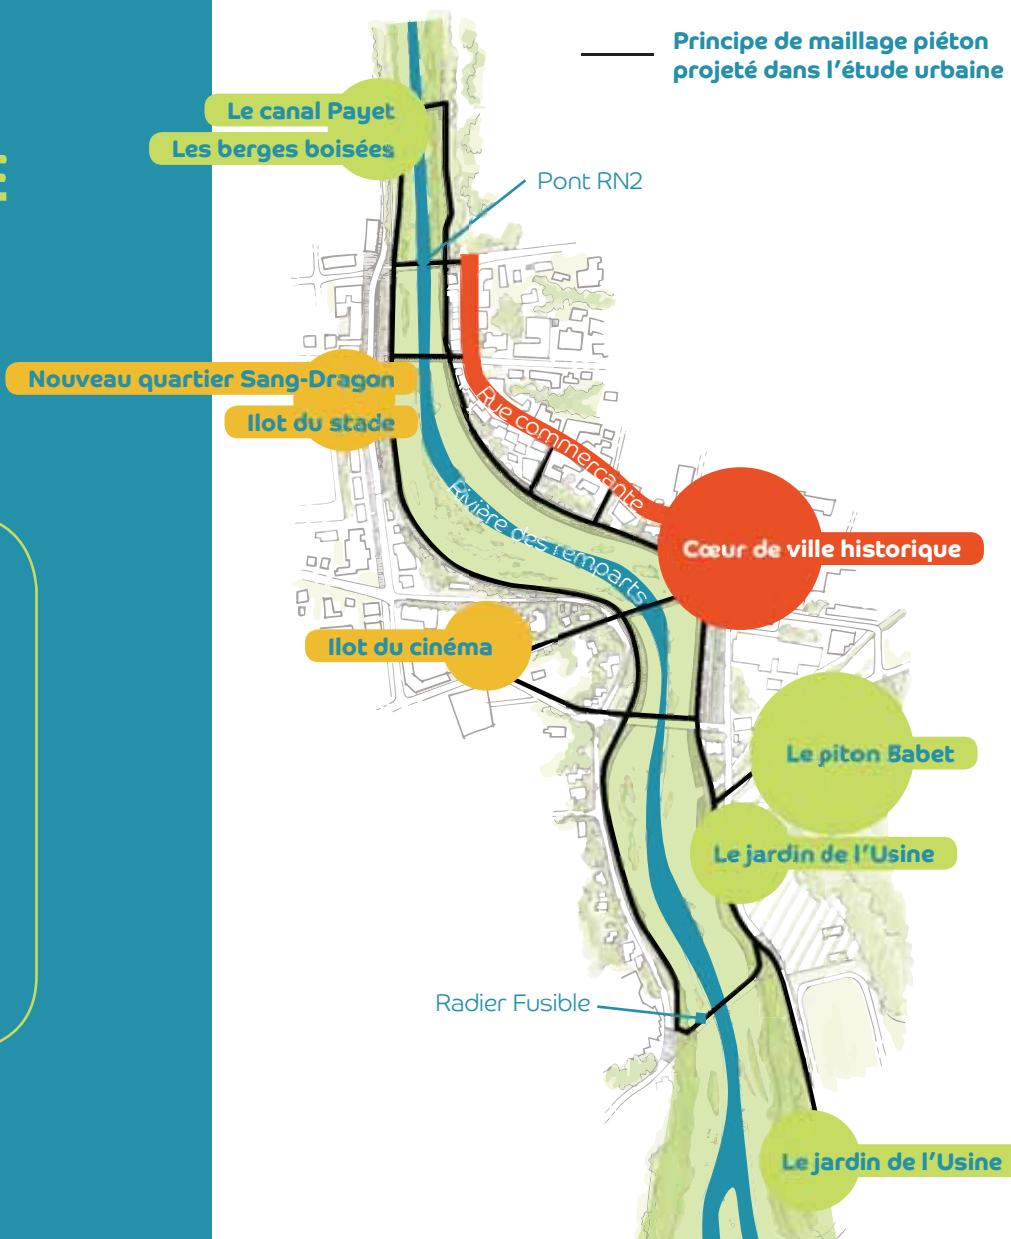 Principe de maillage piéton
projeté dans l’étude urbaine
Le canal Payet
Les berges boisées
Pont RN2
Nouveau quartier Sang-Dragon
Ilot du stade
Rue commerçante
Rivière des remparts
Cœur de ville historique
Ilot du cinéma
Le piton Babet
Le jardin de l’Usine
Radier Fusible
Le jardin de l’Usine